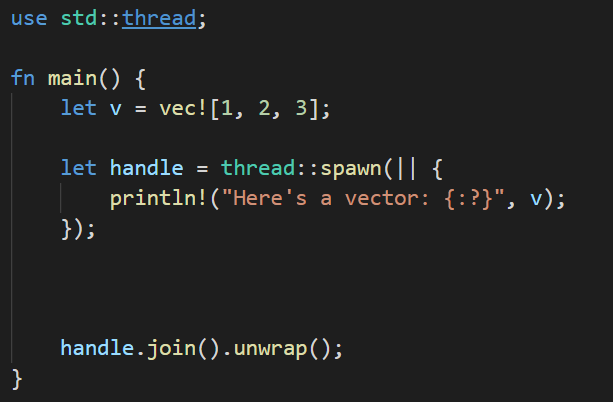 use std::thread;
fn main() {
    let v = vec![1, 2, 3];
    let handle = thread::spawn(|| {
        println!("Here's a vector: {:?}", v);
    });
    handle.join().unwrap();
}